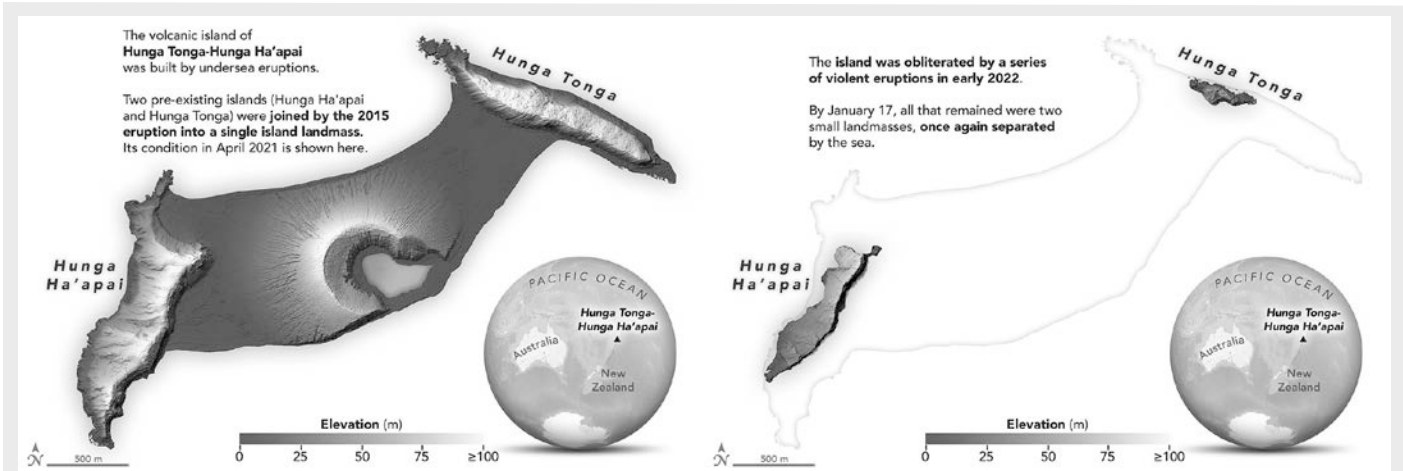 The volcanic island of
Hunga Tonga-Hunga Ha'apai
was built by undersea eruptions.
Two pre-existing islands (Hunga Ha'apai
and Hunga Tonga) were joined by the 2015
eruption into a single island landmass.
Its condition in April 2021 is shown here.
Hunga Tonga
Hunga
Ha'apai
PACIFIC OCEAN
Hunga Tonga-
Hunga Ha'apai
Australia
New
Zealand
Elevation (m)
0 25 50 75 ≥100
N
500 m
The island was obliterated by a series
of violent eruptions in early 2022.
By January 17, all that remained were two
small landmasses, once again separated
by the sea.
Hunga Tonga
Hunga
Ha'apai
PACIFIC OCEAN
Hunga Tonga-
Hunga Ha'apai
Australia
New
Zealand
Elevation (m)
0 25 50 75 ≥100
N
500 m